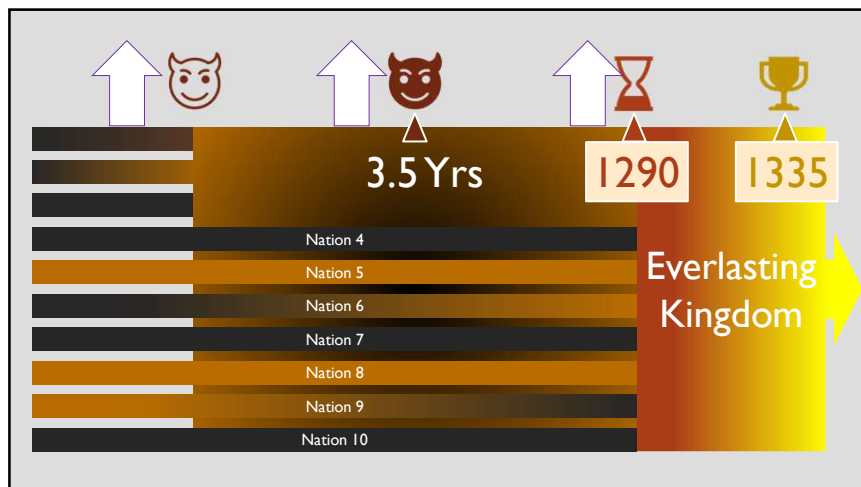 3.5 Yrs
1290
1335
Nation 4
Nation 5
Nation 6
Nation 7
Nation 8
Nation 9
Nation 10
Everlasting
Kingdom